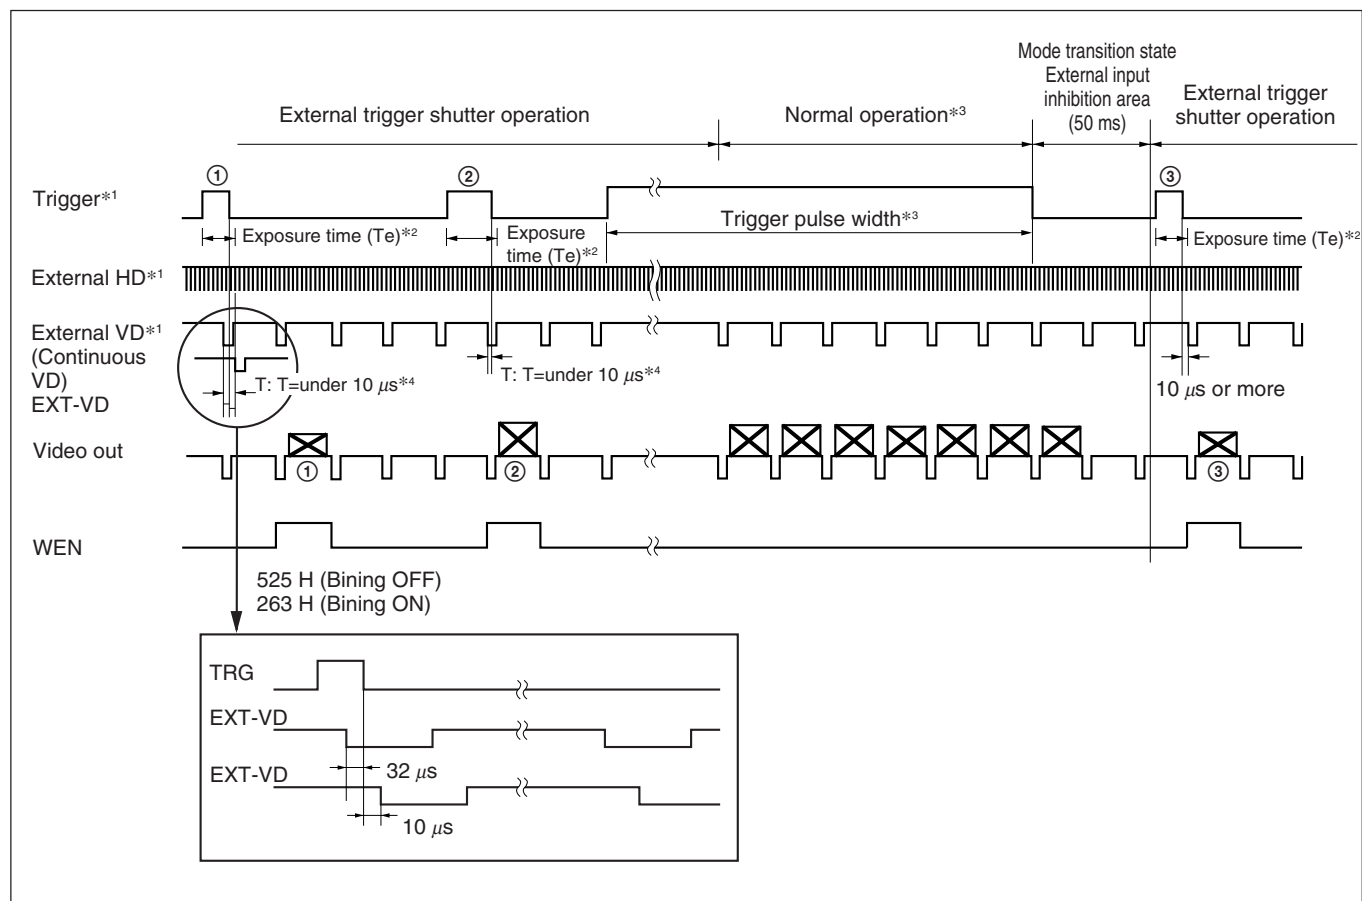 Mode transition state
External input
inhibition area
(50 ms)
External trigger shutter operation
Normal operation*3
External trigger
shutter operation
①
②
③
Trigger*1
Exposure time (Te)*2
Exposure
time (Te)*2
Trigger pulse width*3
Exposure time (Te)*2
External HD*1
External VD*1
(Continuous
VD)
EXT-VD
T: T=under 10 μs*4
T: T=under 10 μs*4
10 μs or more
Video out
①
②
③
WEN
525 H (Bining OFF)
263 H (Bining ON)
TRG
EXT-VD
32 μs
EXT-VD
10 μs